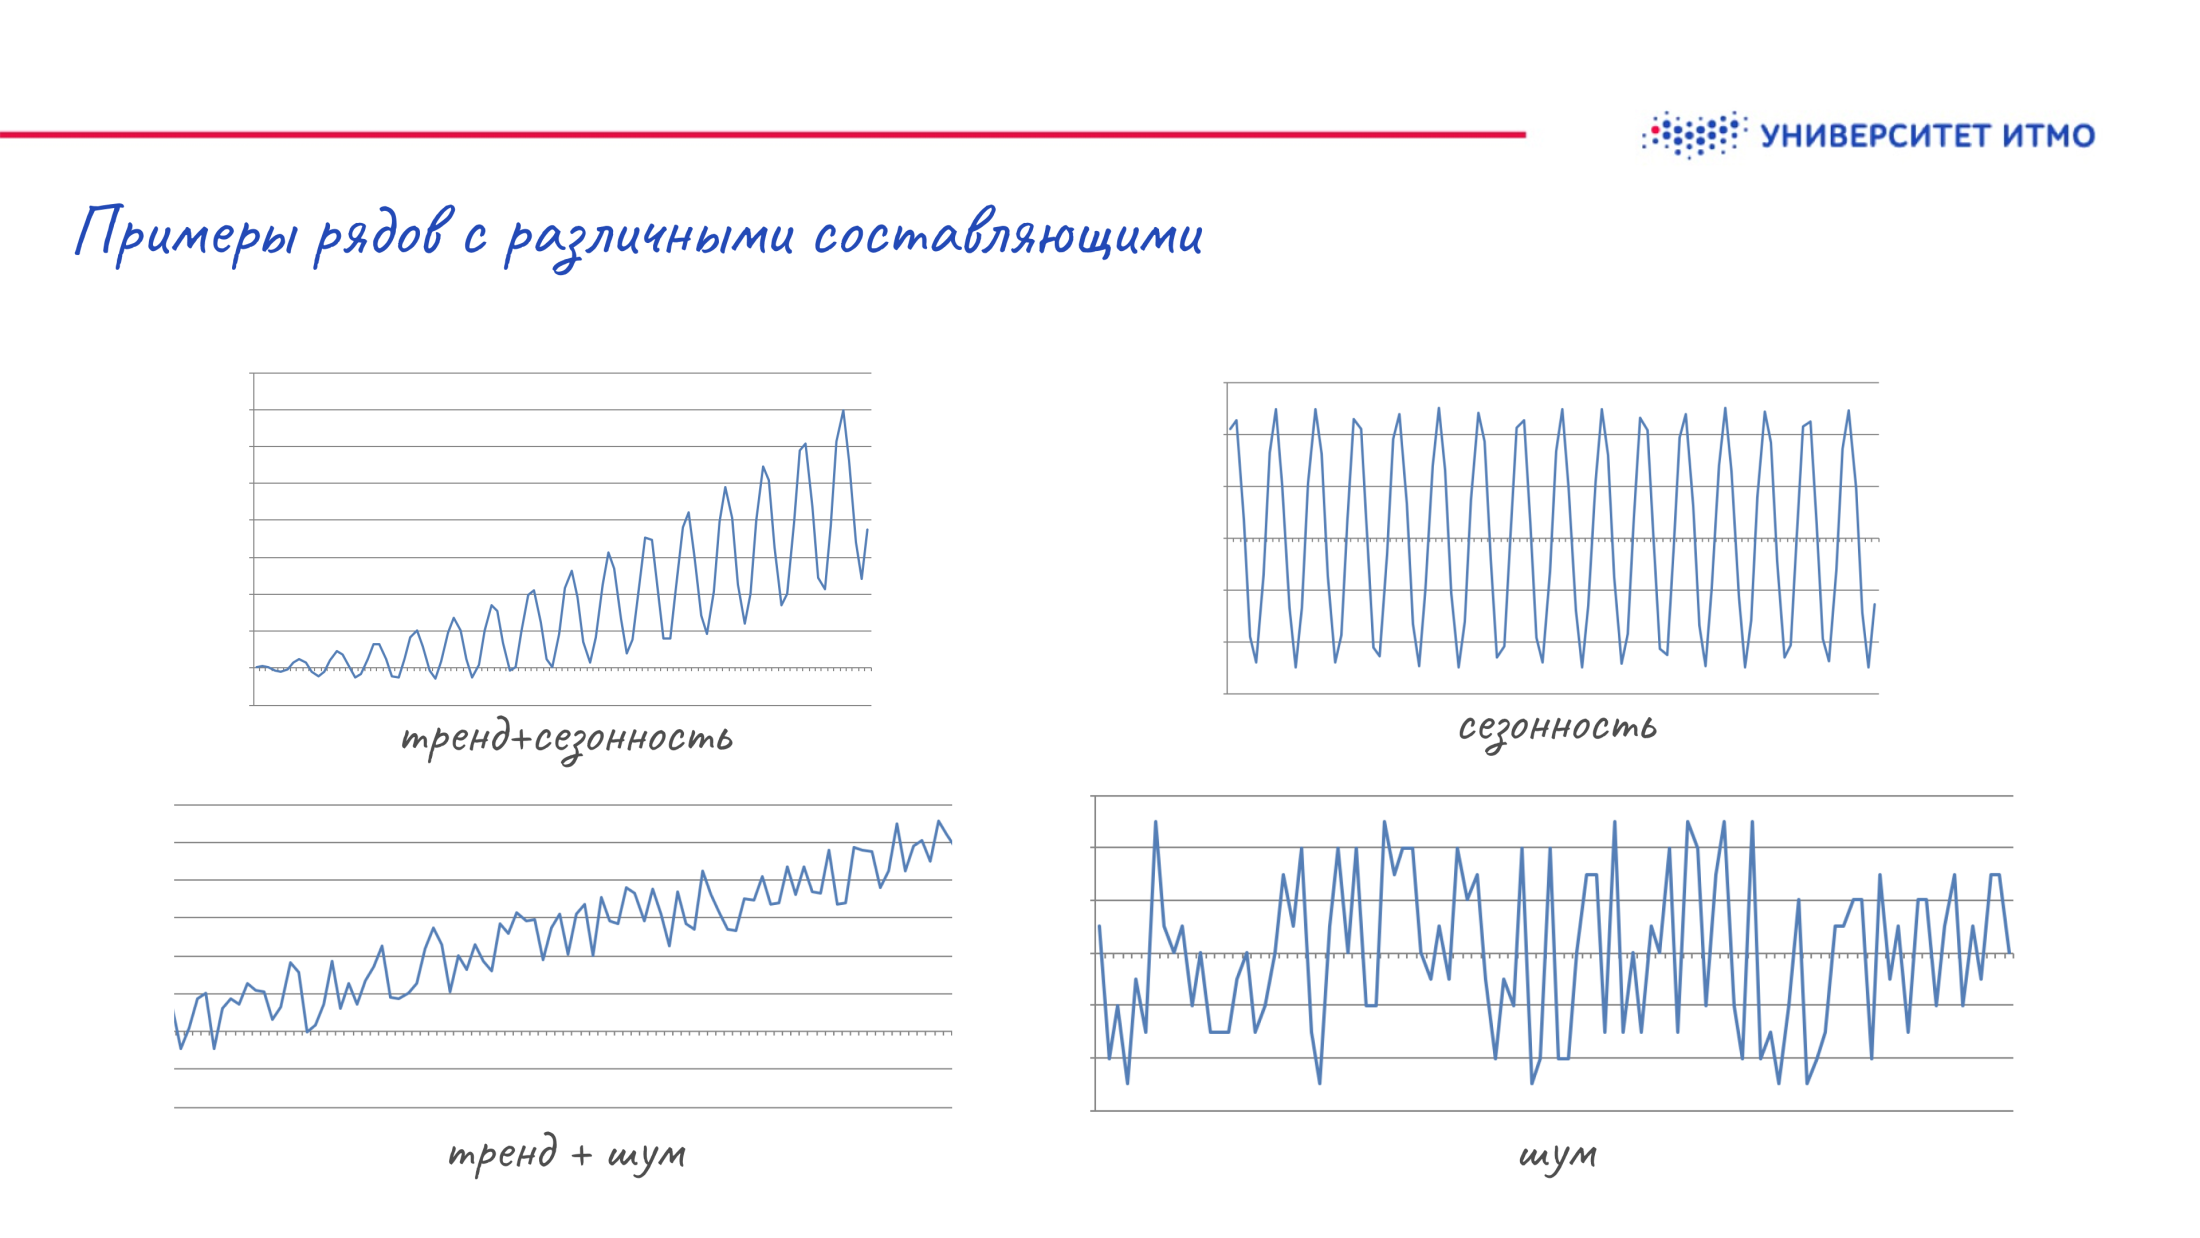 УНИВЕРСИТЕТ ИТМО
Примеры рядов с различными составляющими
тренд+сезонность
сезонность
тренд + шум
шум